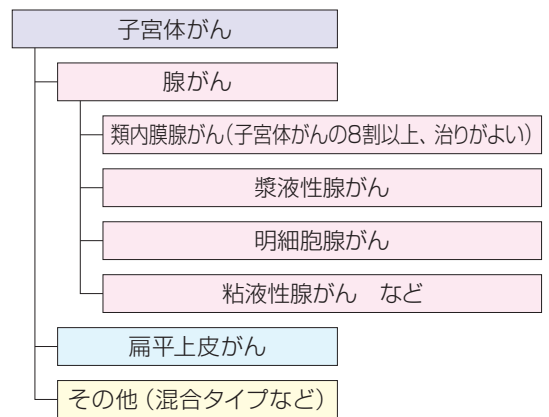 子宮体がん
腺がん
類内膜腺がん(子宮体がんの8割以上、治りがよい)
漿液性腺がん
明細胞腺がん
粘液性腺がん　など
扁平上皮がん
その他(混合タイプなど)